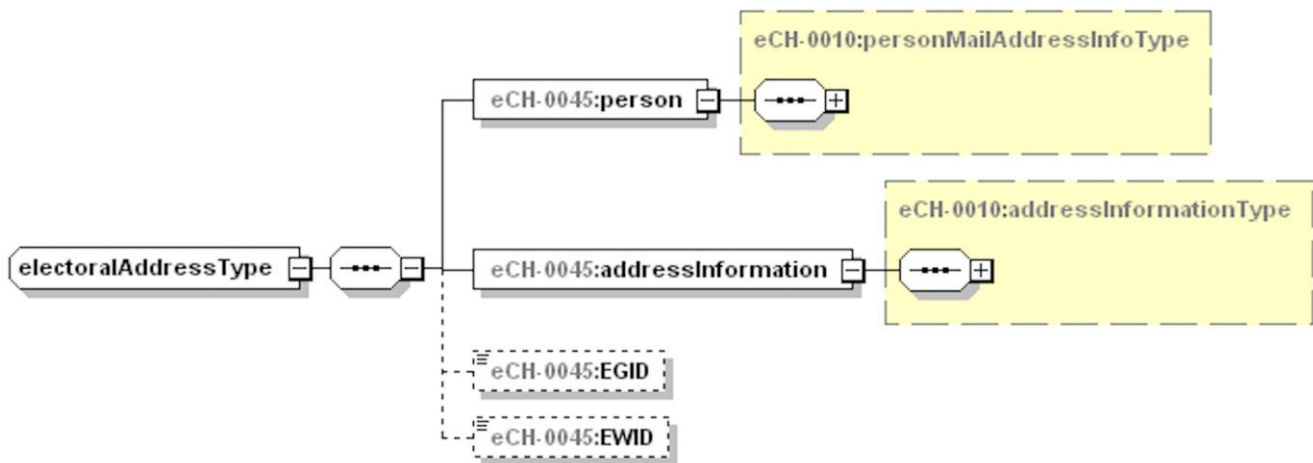 eCH-0010:personMailAddressInfoType
eCH-0045:person
eCH-0010:addressInformationType
electoralAddressType
eCH-0045:addressInformation
eCH-0045:EGID
eCH-0045:EWID